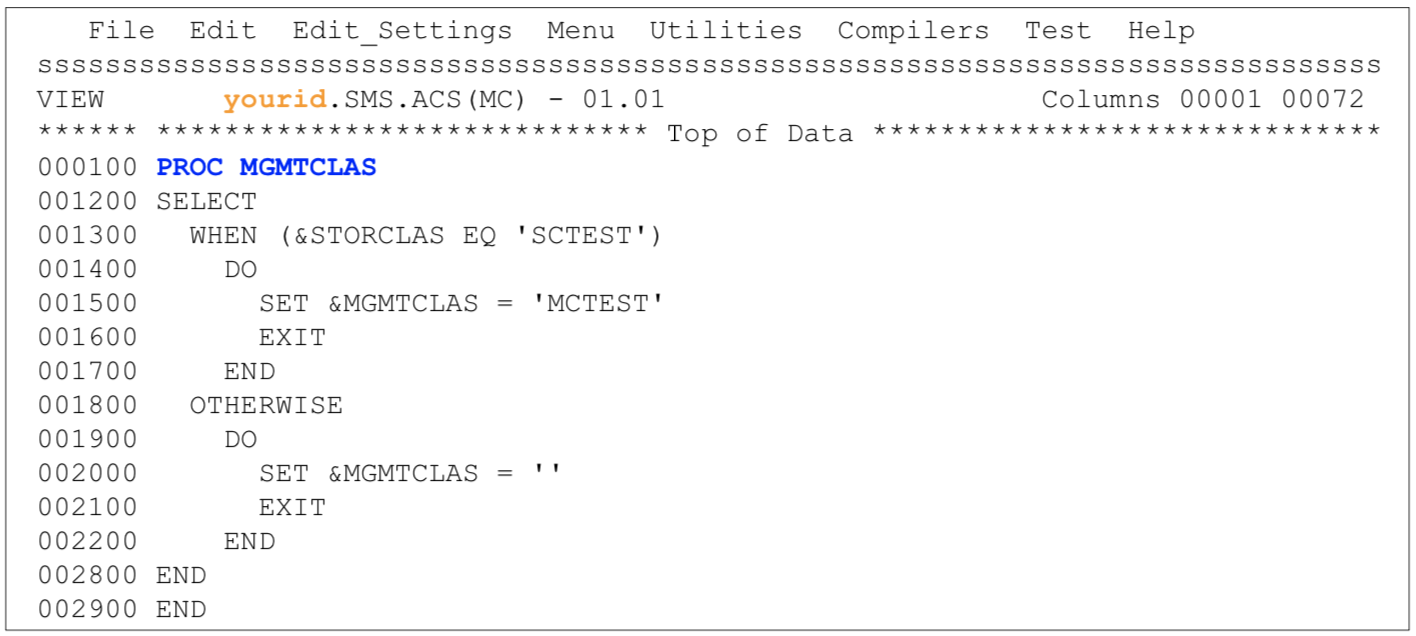 File  Edit  Edit_Settings  Menu  Utilities  Compilers  Test  Help
sssssssssssssssssssssssssssssssssssssssssssssssssssssssssssssssssssssssssssssss
VIEW       yourid.SMS.ACS(MC) - 01.01                      Columns 00001 00072
****** ***************************** Top of Data ******************************
000100 PROC MGMTCLAS
001200 SELECT
001300   WHEN (&STORCLAS EQ 'SCTEST')
001400     DO
001500       SET &MGMTCLAS = 'MCTEST'
001600       EXIT
001700     END
001800   OTHERWISE
001900     DO
002000       SET &MGMTCLAS = ''
002100       EXIT
002200     END
002800 END
002900 END